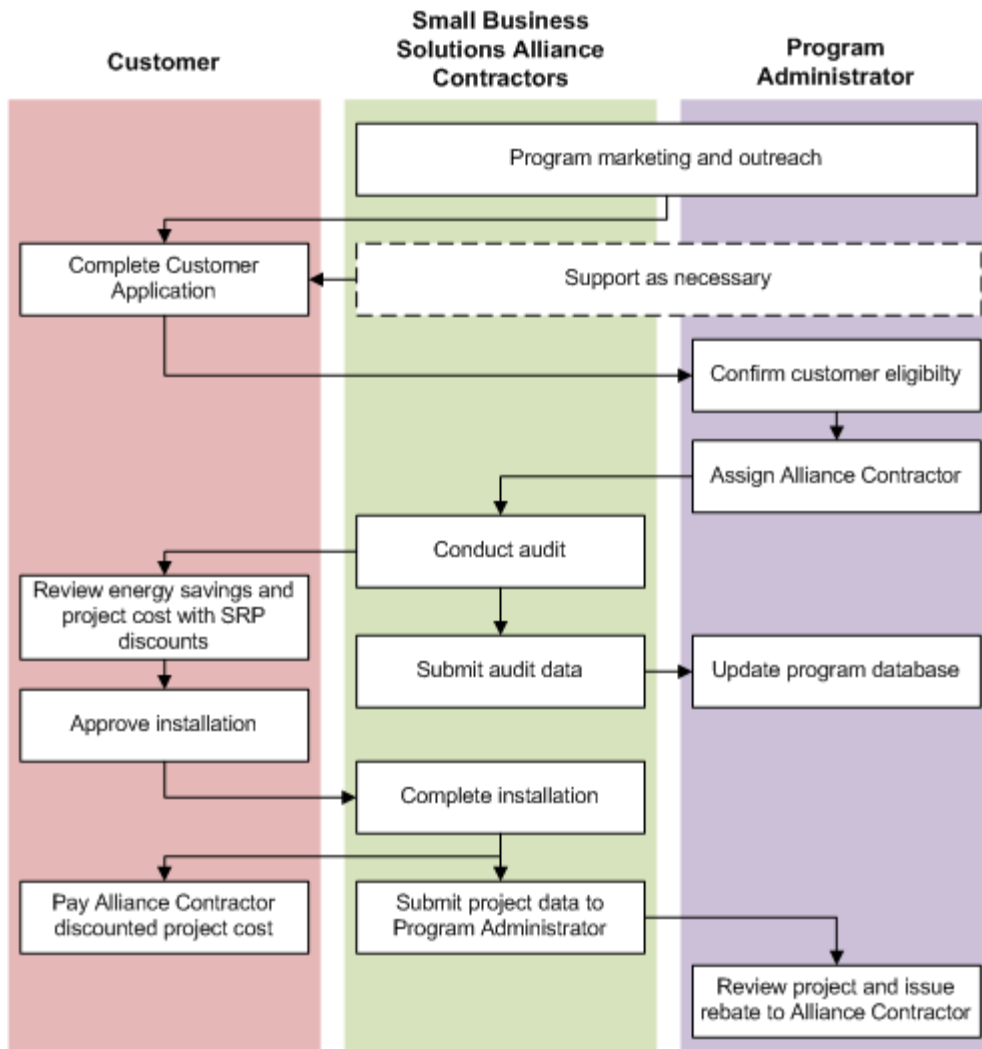 Customer
Small Business
Solutions Alliance
Contractors
Program
Administrator
Program marketing and outreach
Complete Customer
Application
Support as necessary
Confirm customer eligibilty
Assign Alliance Contractor
Conduct audit
Review energy savings and
project cost with SRP
discounts
Submit audit data
Update program database
Approve installation
Complete installation
Pay Alliance Contractor
discounted project cost
Submit project data to
Program Administrator
Review project and issue
rebate to Alliance Contractor